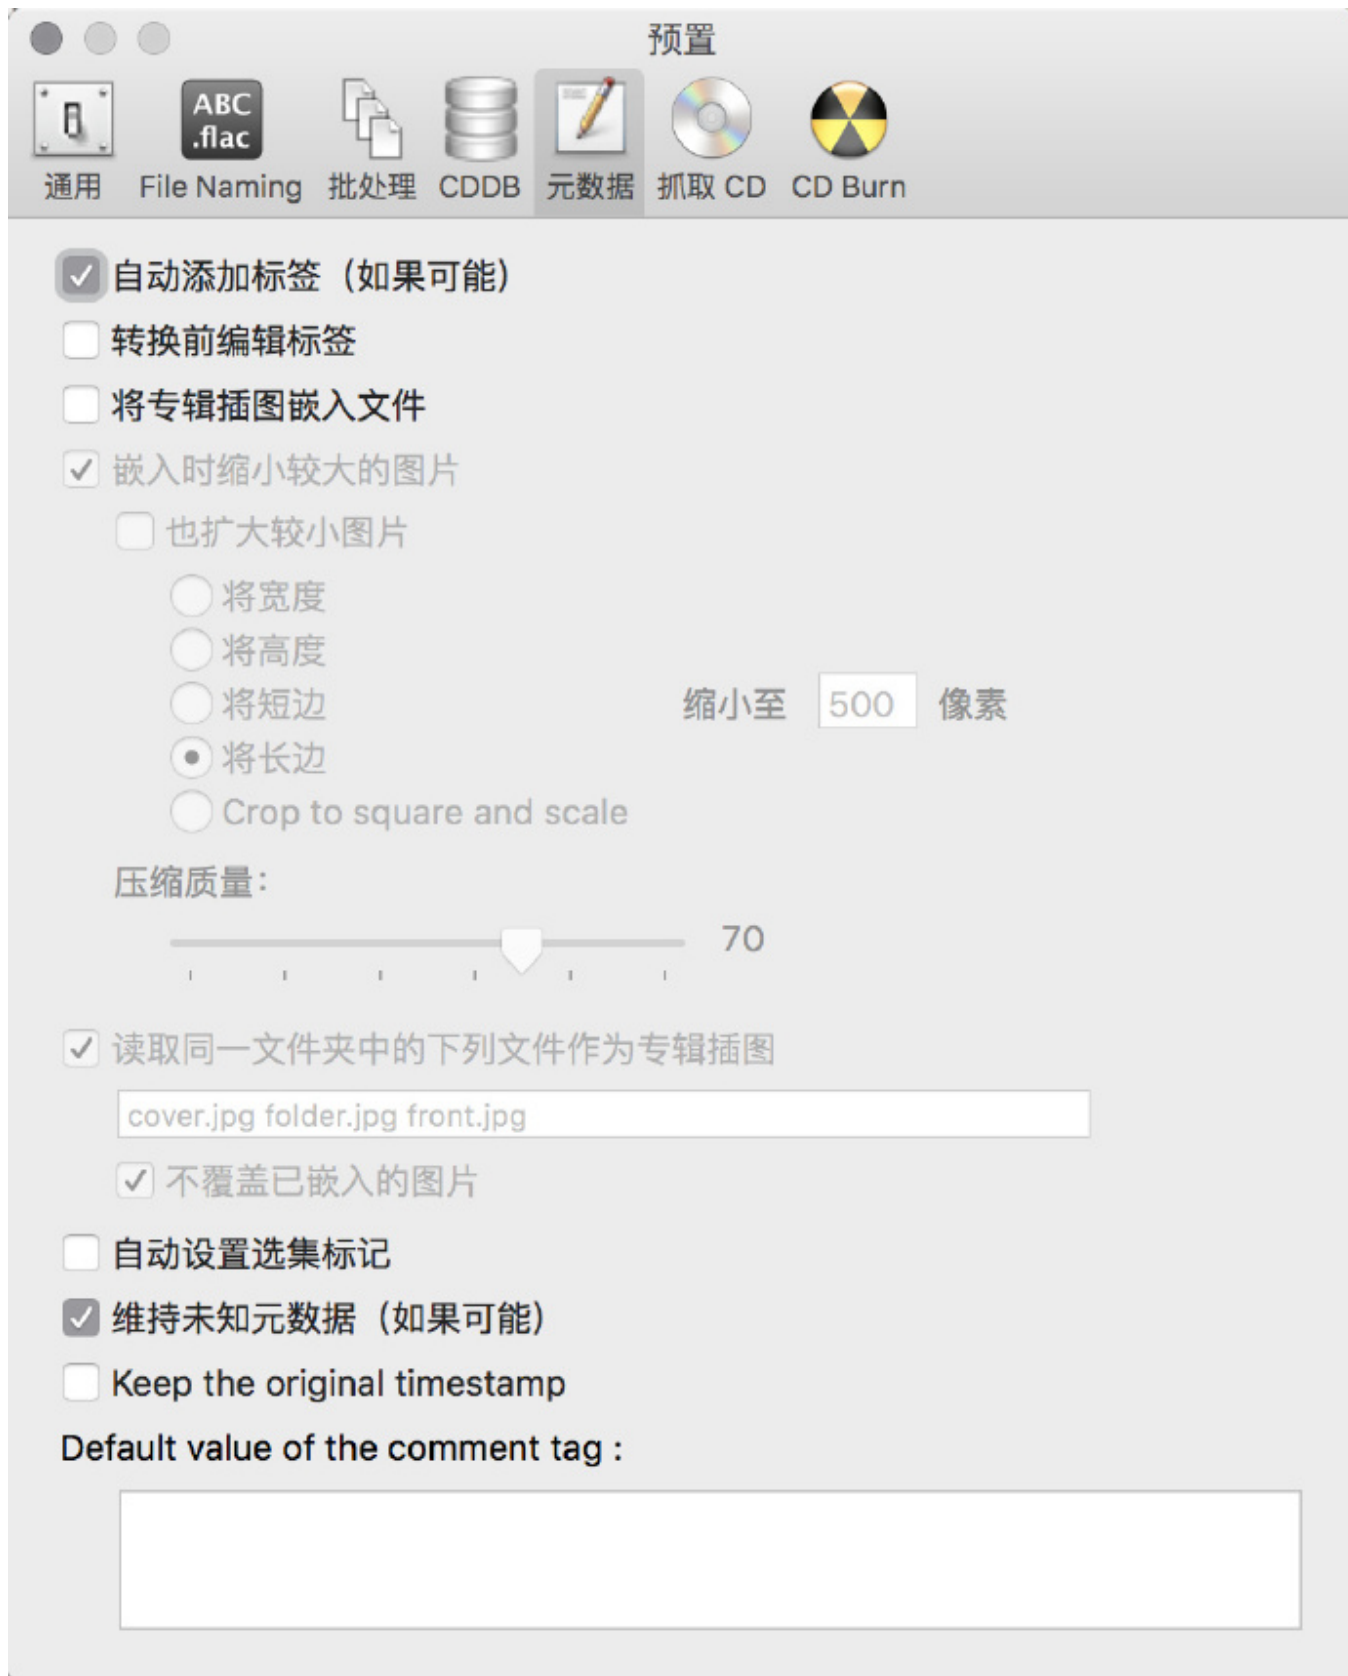 预置
ABC
.flac
通用 File Naming 批处理 CDDB 元数据 抓取 CD CD Burn
自动添加标签（如果可能）
转换前编辑标签
将专辑插图嵌入文件
嵌入时缩小较大的图片
也扩大较小图片
将宽度
将高度
将短边 缩小至 500 像素
将长边
Crop to square and scale
压缩质量：
70
读取同一文件夹中的下列文件作为专辑插图
cover.jpg folder.jpg front.jpg
不覆盖已嵌入的图片
自动设置选集标记
维持未知元数据（如果可能）
Keep the original timestamp
Default value of the comment tag :